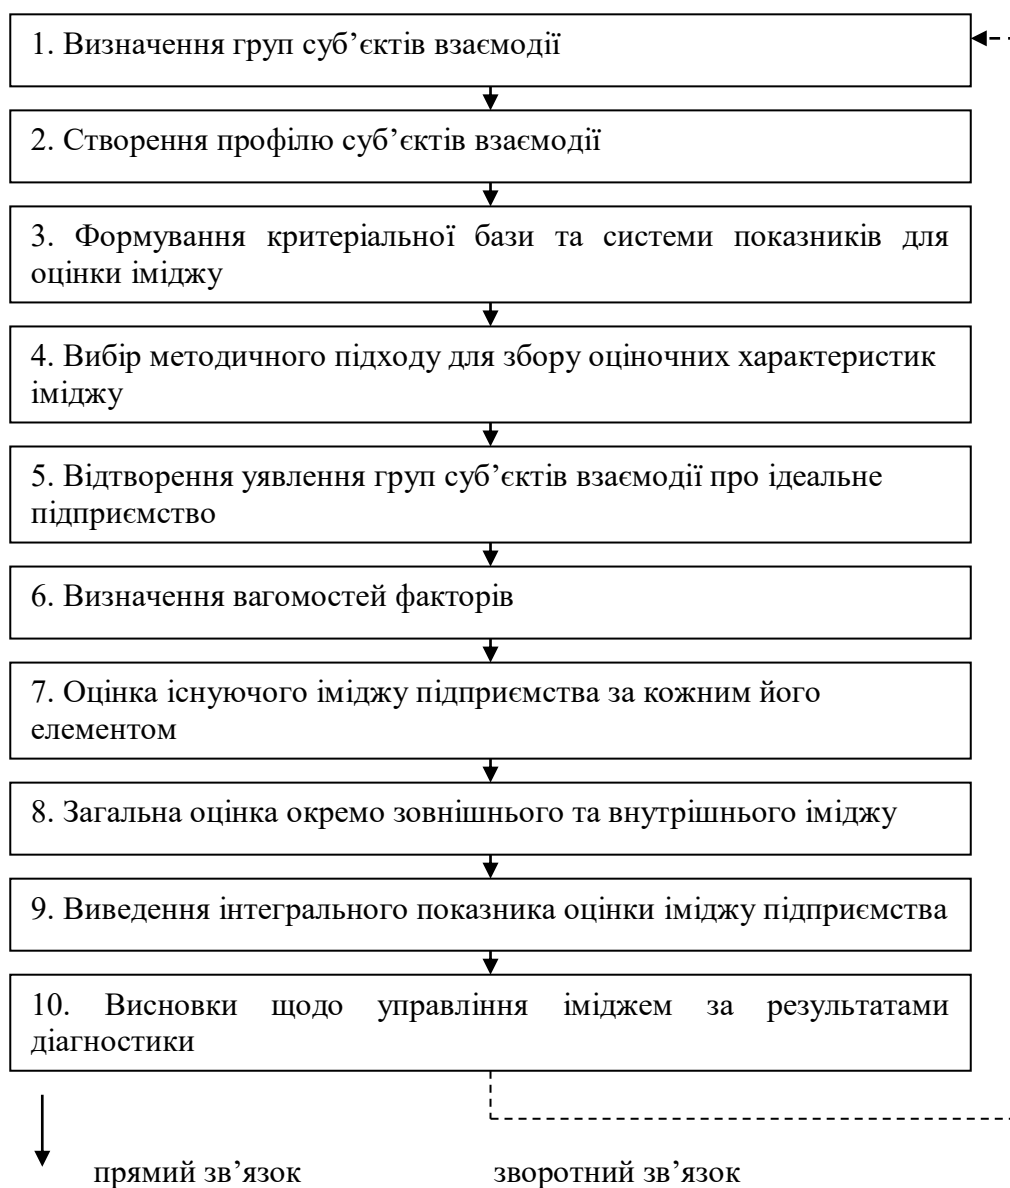 1. Визначення груп суб’єктів взаємодії
2. Створення профілю суб’єктів взаємодії
3. Формування критеріальної бази та системи показників для
оцінки іміджу
4. Вибір методичного підходу для збору оціночних характеристик
іміджу
5. Відтворення уявлення груп суб’єктів взаємодії про ідеальне
підприємство
6. Визначення вагомостей факторів
7. Оцінка існуючого іміджу підприємства за кожним його
елементом
8. Загальна оцінка окремо зовнішнього та внутрішнього іміджу
9. Виведення інтегрального показника оцінки іміджу підприємства
10. Висновки щодо управління іміджем за результатами
діагностики
прямий зв’язок зворотний зв’язок